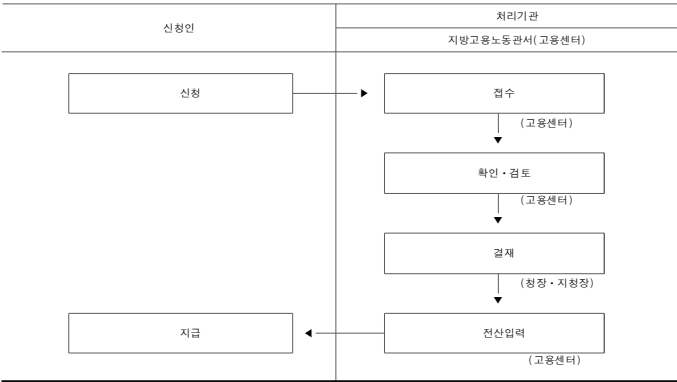 신청인
처리기관
지방고용노동관서(고용센터)
신청
접수
(고용센터)
확인·검토
(고용센터)
결재
(청장·지청장)
지급
전산입력
(고용센터)